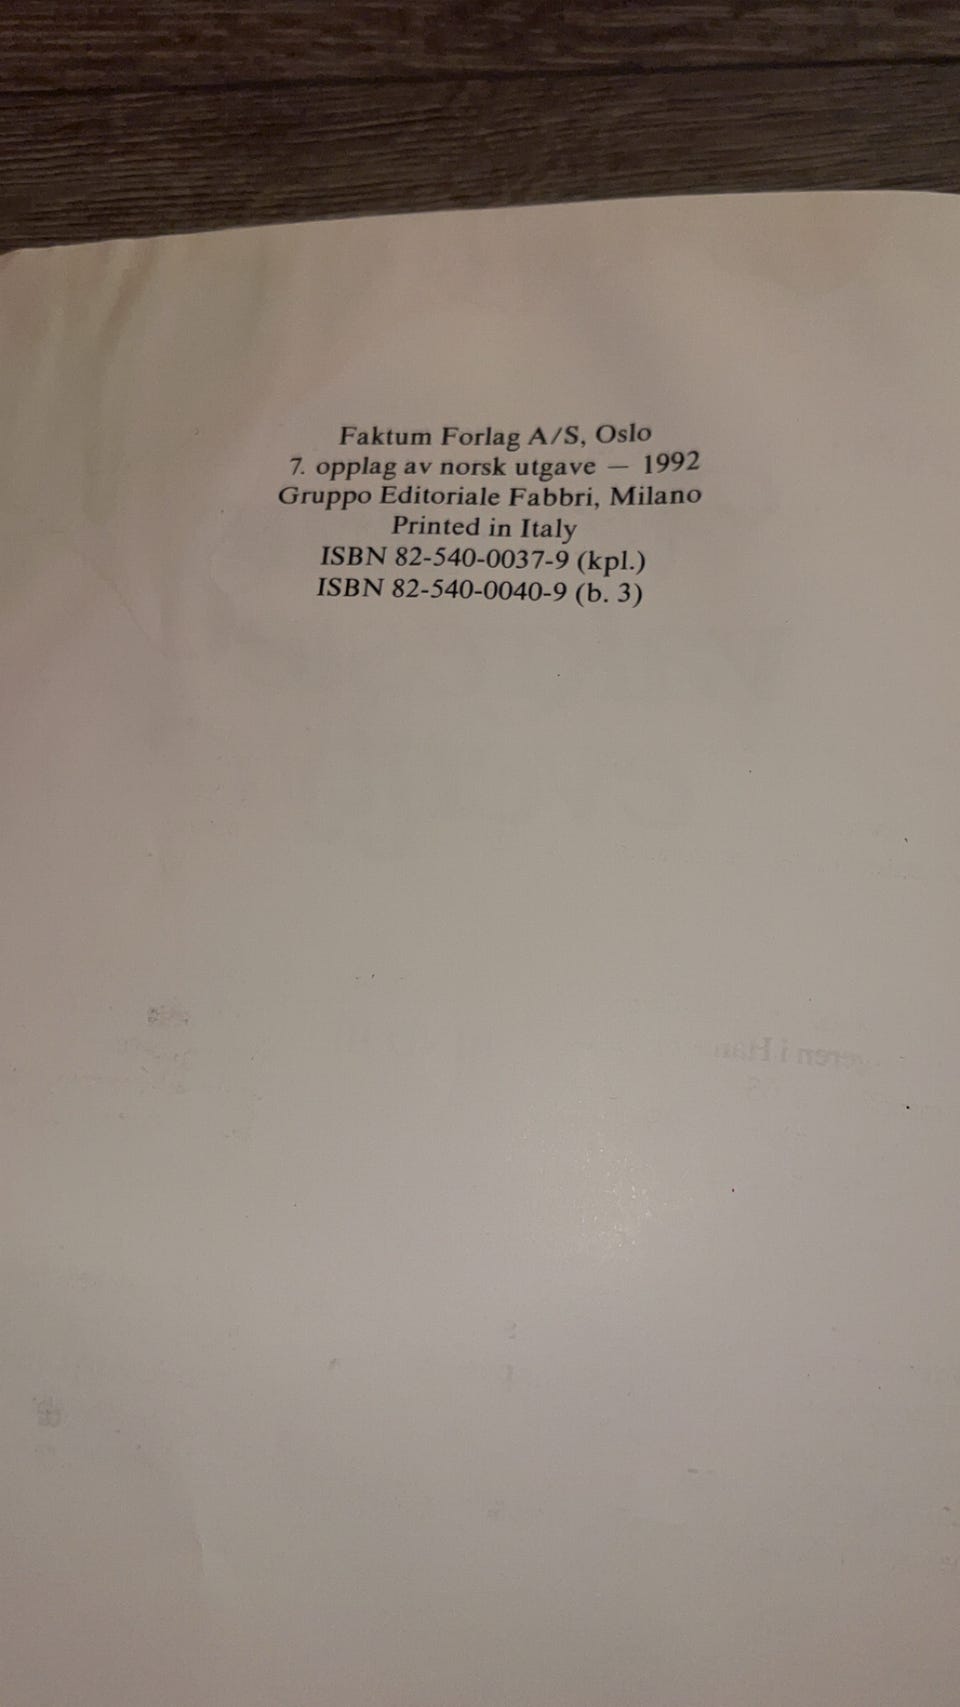 Faktum Forlag A/S, Oslo
7. opplag av norsk utgave — 1992
Gruppo Editoriale Fabbri, Milano
Printed in Italy
ISBN 82-540-0037-9 (kpl.)
ISBN 82-540-0040-9 (b. 3)